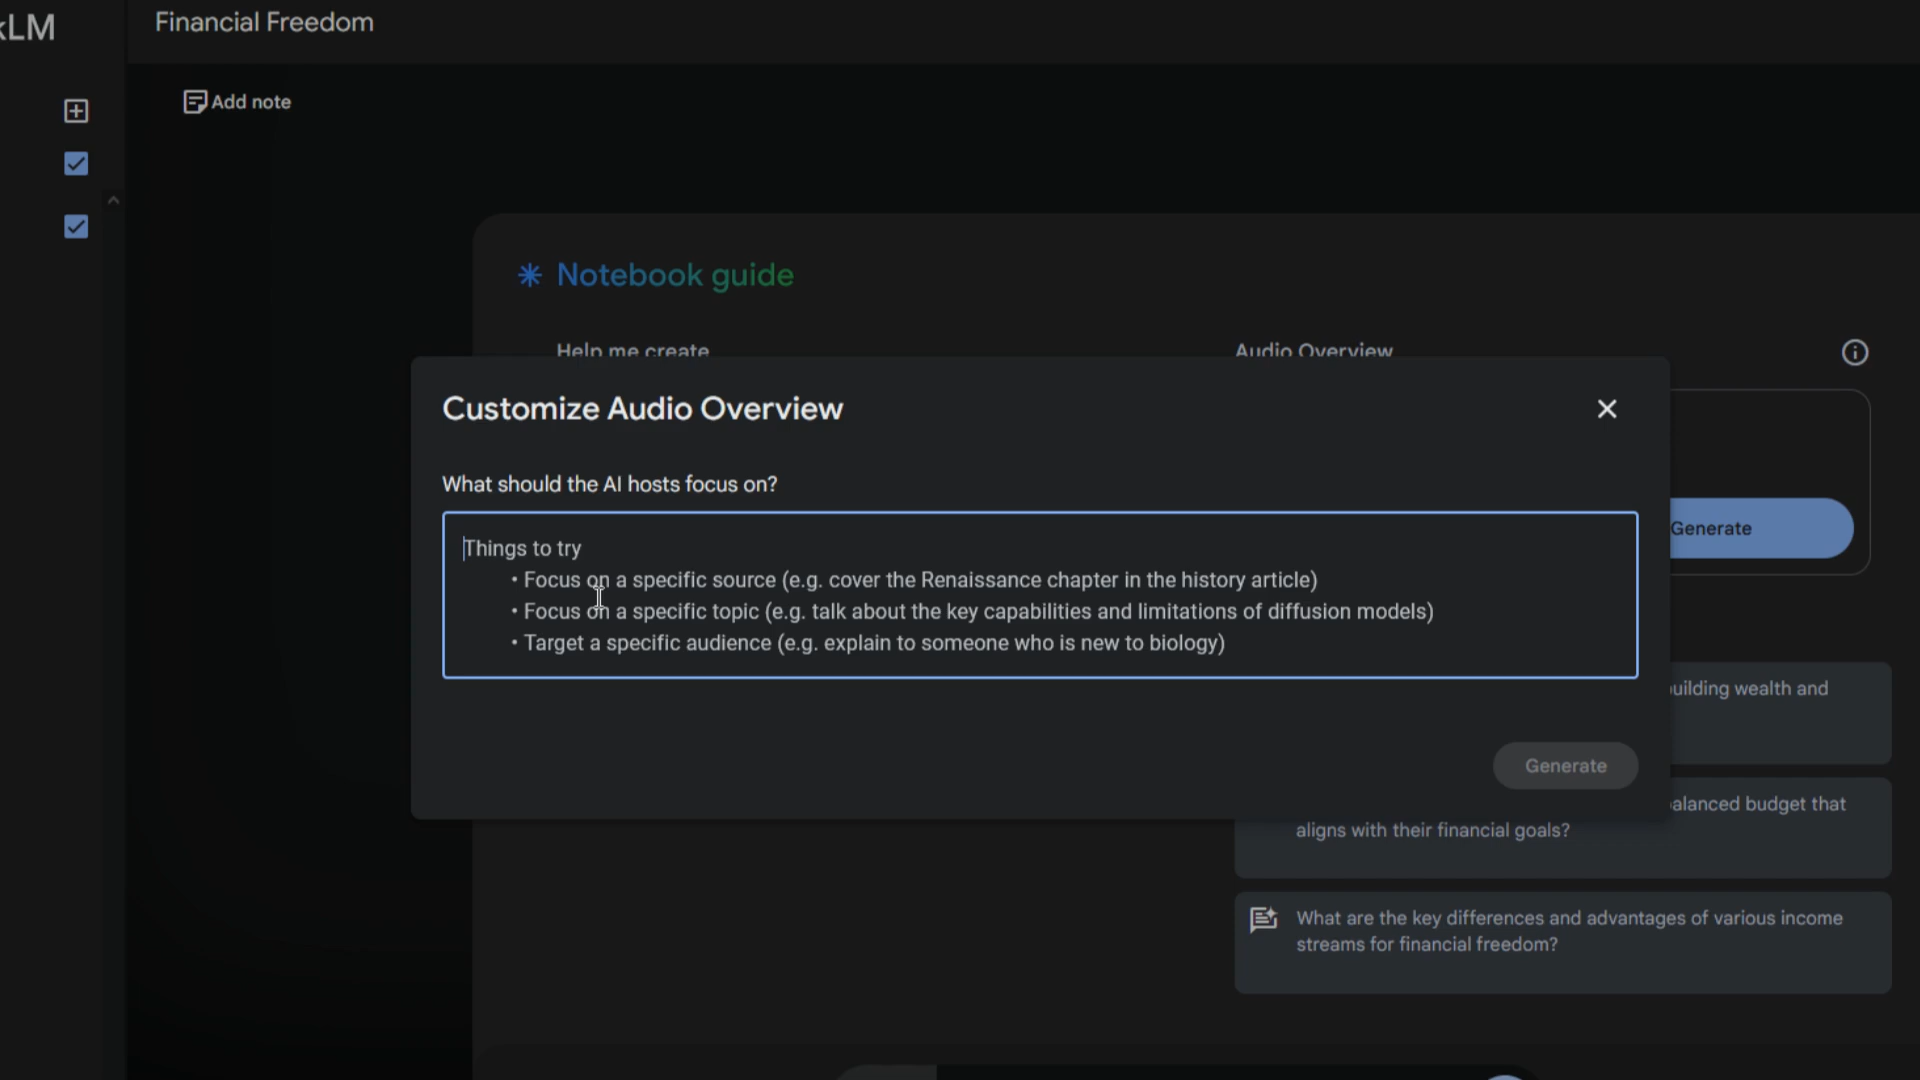 kLM
Financial Freedom
Add note
Notebook guide
Help me create
Audio Overview
Customize Audio Overview
What should the AI hosts focus on?
Things to try
• Focus on a specific source (e.g. cover the Renaissance chapter in the history article)
• Focus on a specific topic (e.g. talk about the key capabilities and limitations of diffusion models)
• Target a specific audience (e.g. explain to someone who is new to biology)
Generate
Generate
uilding wealth and
alanced budget that
aligns with their financial goals?
What are the key differences and advantages of various income
streams for financial freedom?